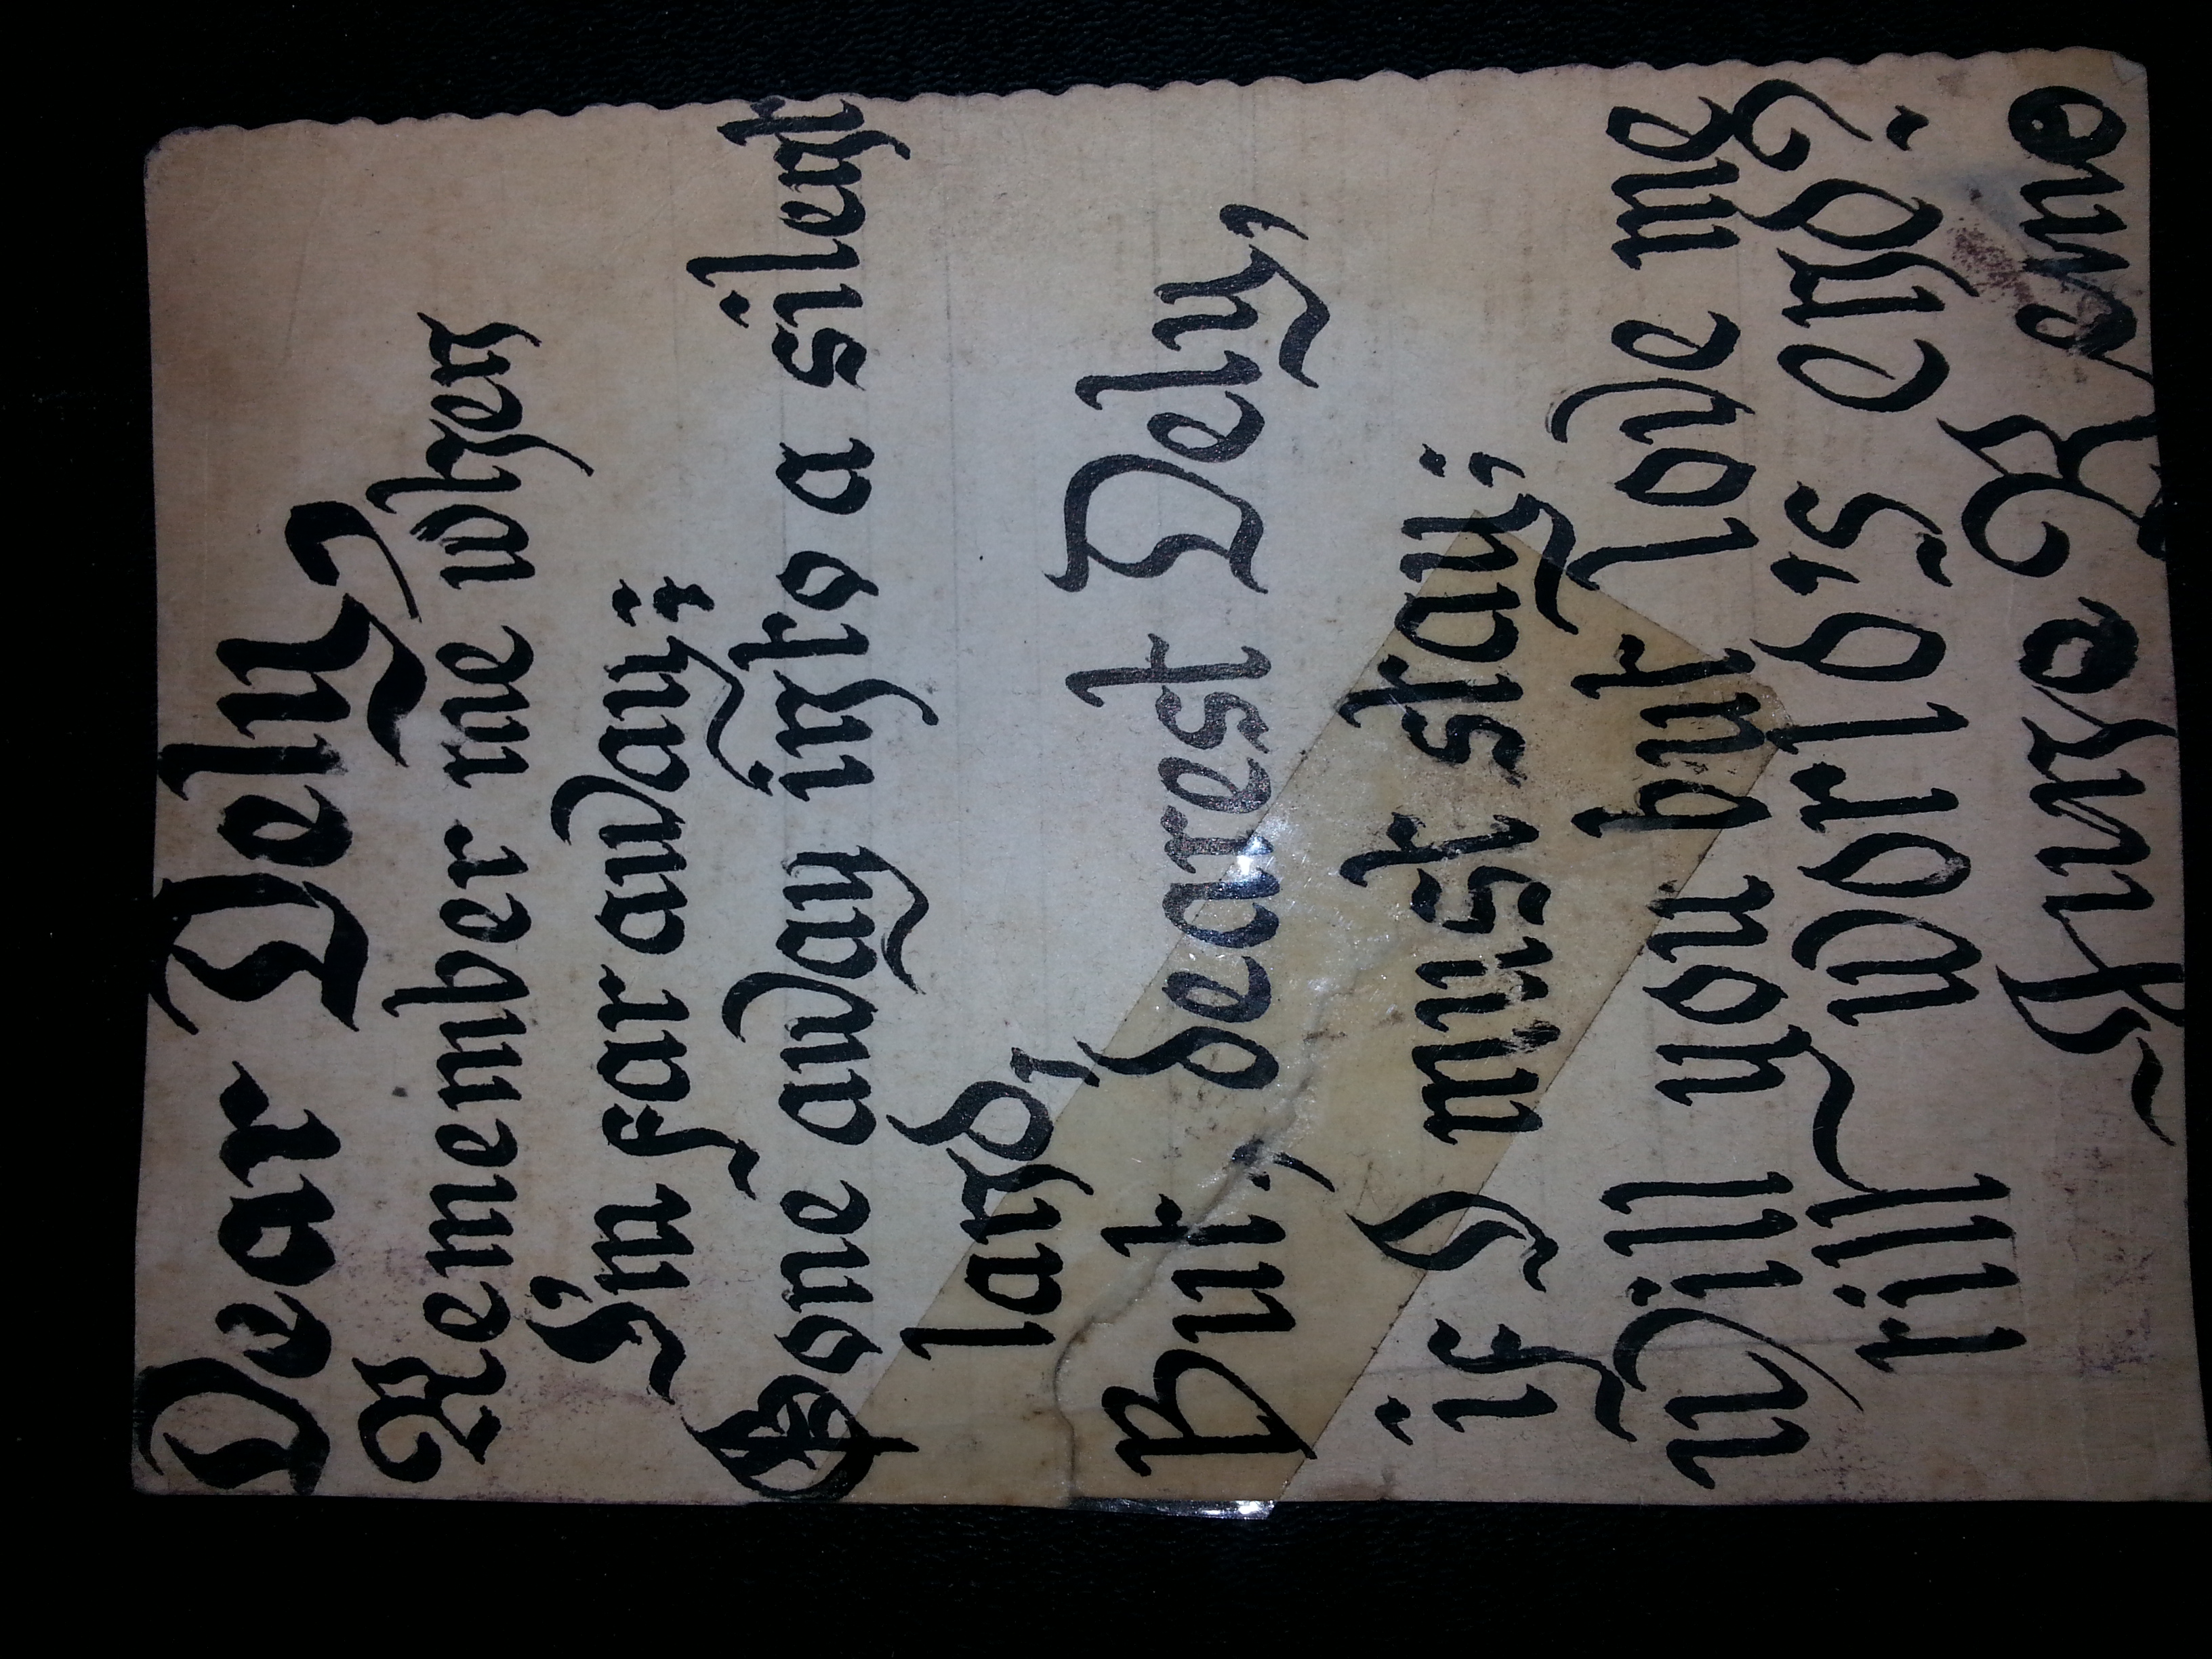 Dear Dely,
Remember me when
I'm far away;
Gone away into a silent
land,
But, dearest Dely,
if I must stay;
Will you but love me
till world's end?
Juno Remo